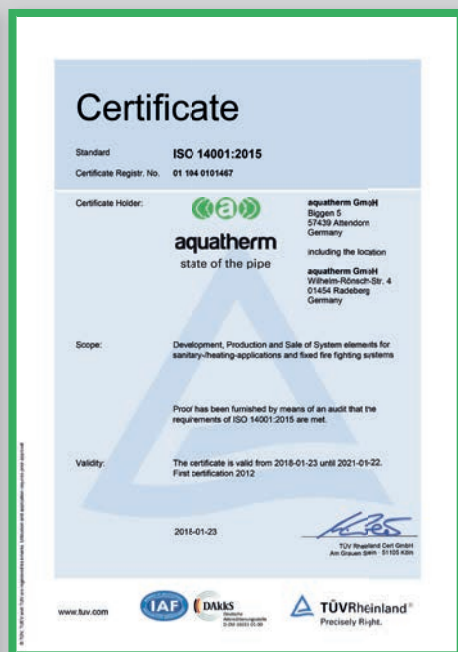 Certificate
Standard ISO 14001:2015
Certificate Registr. No. 01 104 0101467
Certificate Holder:
aquatherm
state of the pipe
aquatherm GmbH
Biggen 5
57439 Attendorn
Germany
including the location
aquatherm GmbH
Wilhelm-Rönsch-Str. 4
01454 Radeberg
Germany
Scope: Development, Production and Sale of System elements for
sanitary-/heating-applications and fixed fire fighting systems
Proof has been furnished by means of an audit that the
requirements of ISO 14001:2015 are met.
Validity: The certificate is valid from 2018-01-23 until 2021-01-22.
First certification 2012
2018-01-23
TÜV Rheinland Cert GmbH
Am Grauen Stein · 51105 Köln
www.tuv.com
IAF
DAkkS
Deutsche
Akkreditierungsstelle
TÜVRheinland®
Precisely Right.